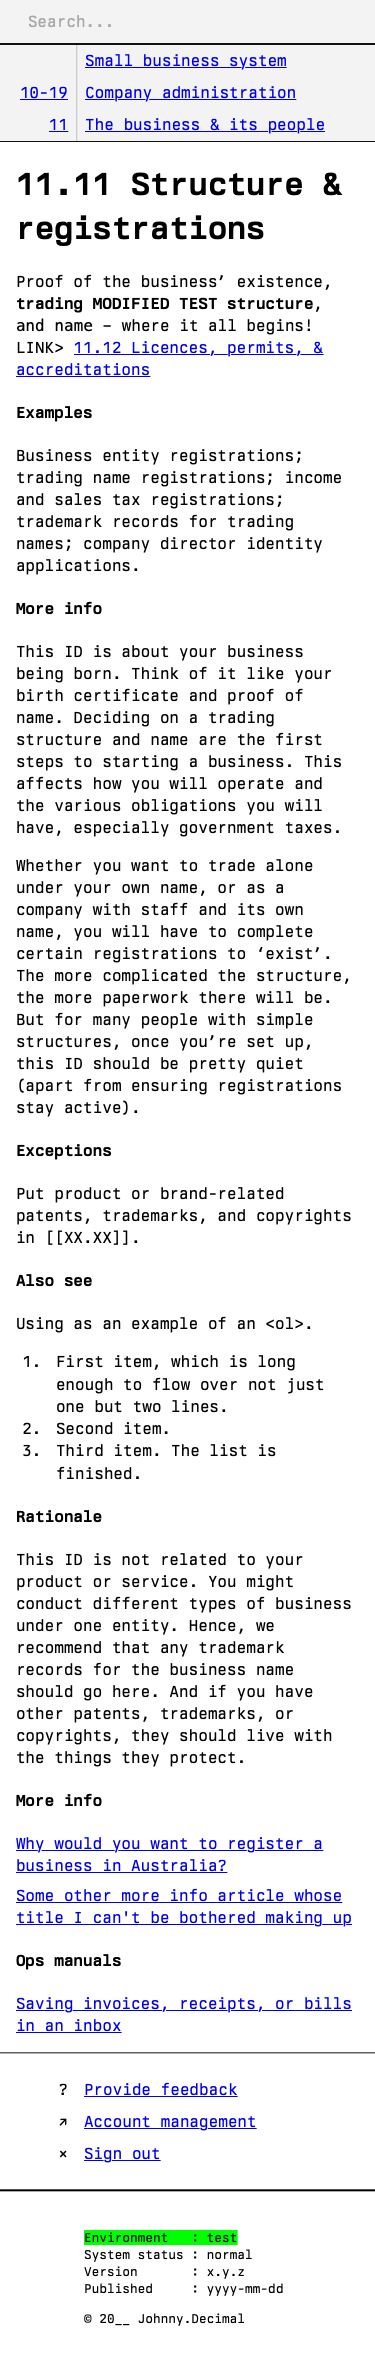 Search...
Small business system
10-19 Company administration
11 The business & its people
11.11 Structure &
registrations
Proof of the business’ existence,
trading MODIFIED TEST structure,
and name – where it all begins!
LINK> 11.12 Licences, permits, &
accreditations
Examples
Business entity registrations;
trading name registrations; income
and sales tax registrations;
trademark records for trading
names; company director identity
applications.
More info
This ID is about your business
being born. Think of it like your
birth certificate and proof of
name. Deciding on a trading
structure and name are the first
steps to starting a business. This
affects how you will operate and
the various obligations you will
have, especially government taxes.
Whether you want to trade alone
under your own name, or as a
company with staff and its own
name, you will have to complete
certain registrations to ‘exist’.
The more complicated the structure,
the more paperwork there will be.
But for many people with simple
structures, once you’re set up,
this ID should be pretty quiet
(apart from ensuring registrations
stay active).
Exceptions
Put product or brand-related
patents, trademarks, and copyrights
in [[XX.XX]].
Also see
Using as an example of an <ol>.
1. First item, which is long
enough to flow over not just
one but two lines.
2. Second item.
3. Third item. The list is
finished.
Rationale
This ID is not related to your
product or service. You might
conduct different types of business
under one entity. Hence, we
recommend that any trademark
records for the business name
should go here. And if you have
other patents, trademarks, or
copyrights, they should live with
the things they protect.
More info
Why would you want to register a
business in Australia?
Some other more info article whose
title I can't be bothered making up
Ops manuals
Saving invoices, receipts, or bills
in an inbox
? Provide feedback
↗ Account management
× Sign out
Environment : test
System status : normal
Version : x.y.z
Published : yyyy-mm-dd
© 20__ Johnny.Decimal